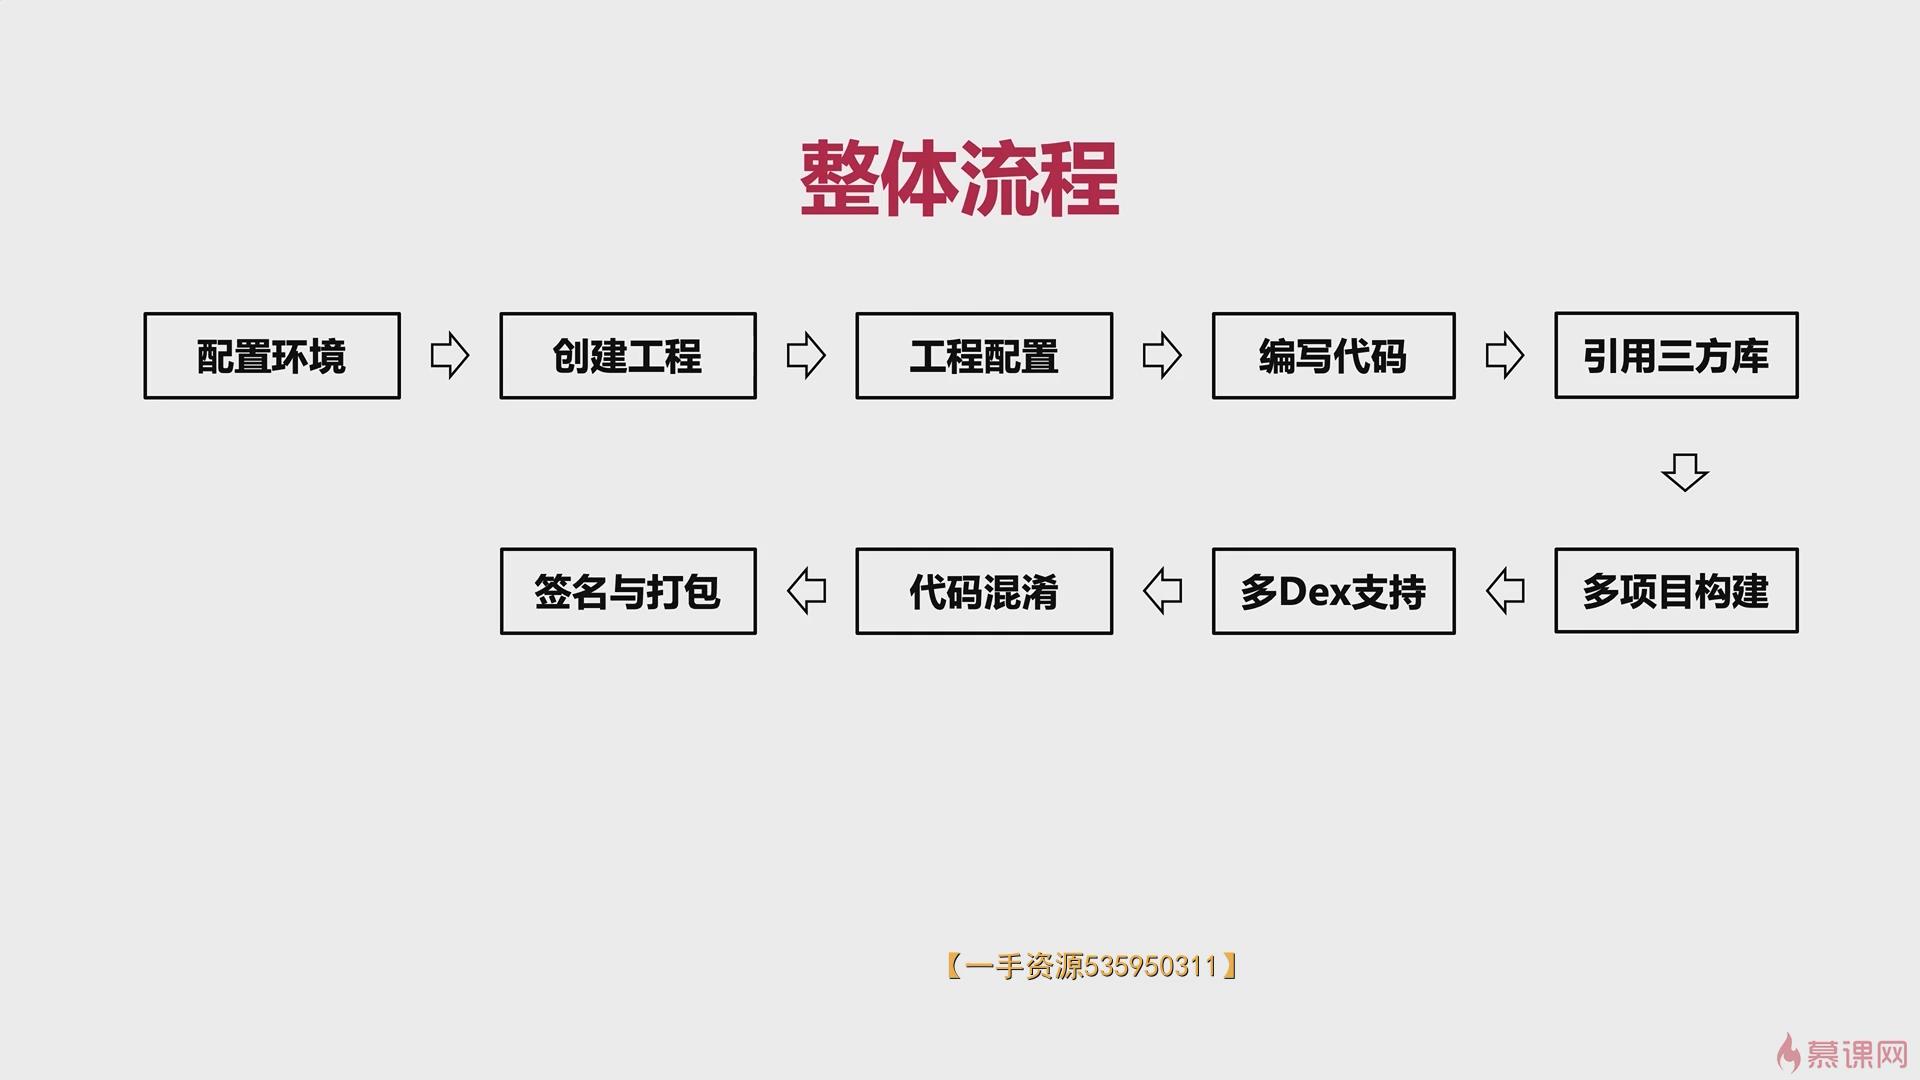 整体流程
配置环境
创建工程
工程配置
编写代码
引用三方库
多项目构建
多Dex支持
代码混淆
签名与打包
【一手资源535950311】
慕课网